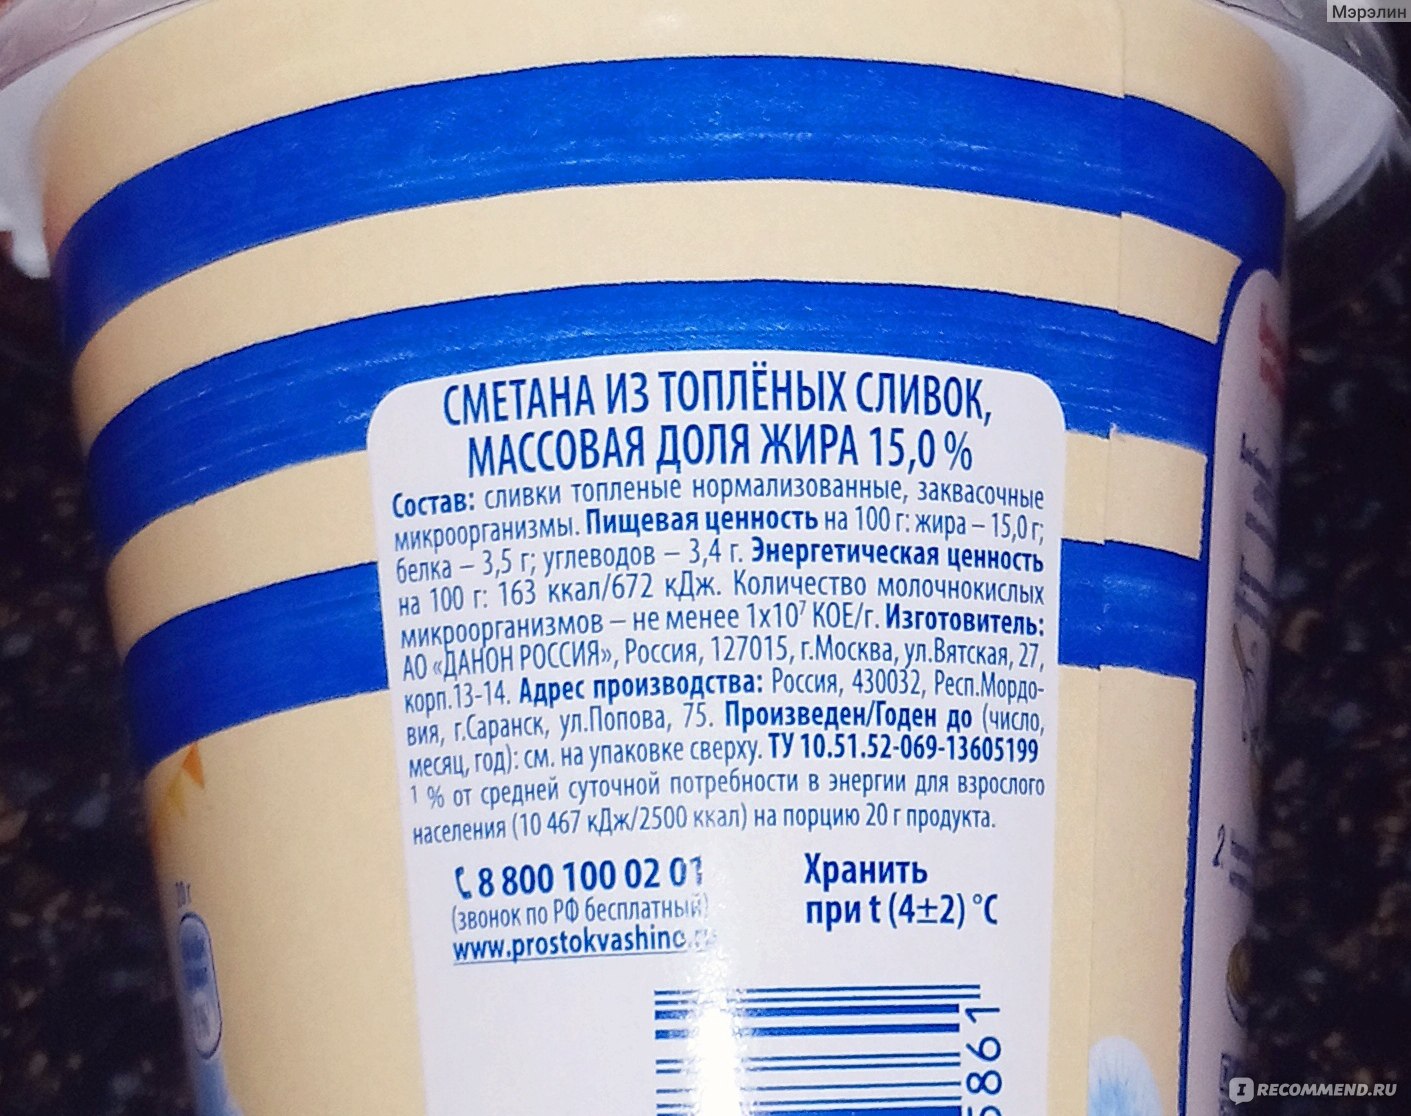 Мэрэлин
СМЕТАНА ИЗ ТОПЛЁНЫХ СЛИВОК,
МАССОВАЯ ДОЛЯ ЖИРА 15,0 %
Состав: сливки топленые нормализованные, заквасочные
микроорганизмы. Пищевая ценность на 100 г: жира – 15,0 г;
белка – 3,5 г; углеводов – 3,4 г. Энергетическая ценность
на 100 г: 163 ккал/672 кДж. Количество молочнокислых
микроорганизмов – не менее 1х10⁷ КОЕ/г. Изготовитель:
АО «ДАНОН РОССИЯ», Россия, 127015, г.Москва, ул.Вятская, 27,
корп.13-14. Адрес производства: Россия, 430032, Респ.Мордо-
вия, г.Саранск, ул.Попова, 75. Произведен/Годен до (число,
месяц, год): см. на упаковке сверху. ТУ 10.51.52-069-13605199
1 % от средней суточной потребности в энергии для взрослого
населения (10 467 кДж/2500 ккал) на порцию 20 г продукта.
8 800 100 02 01
(звонок по РФ бесплатный)
www.prostokvashino.ru
Хранить
при t (4±2) °С
5861
2.
IRECOMMEND.RU